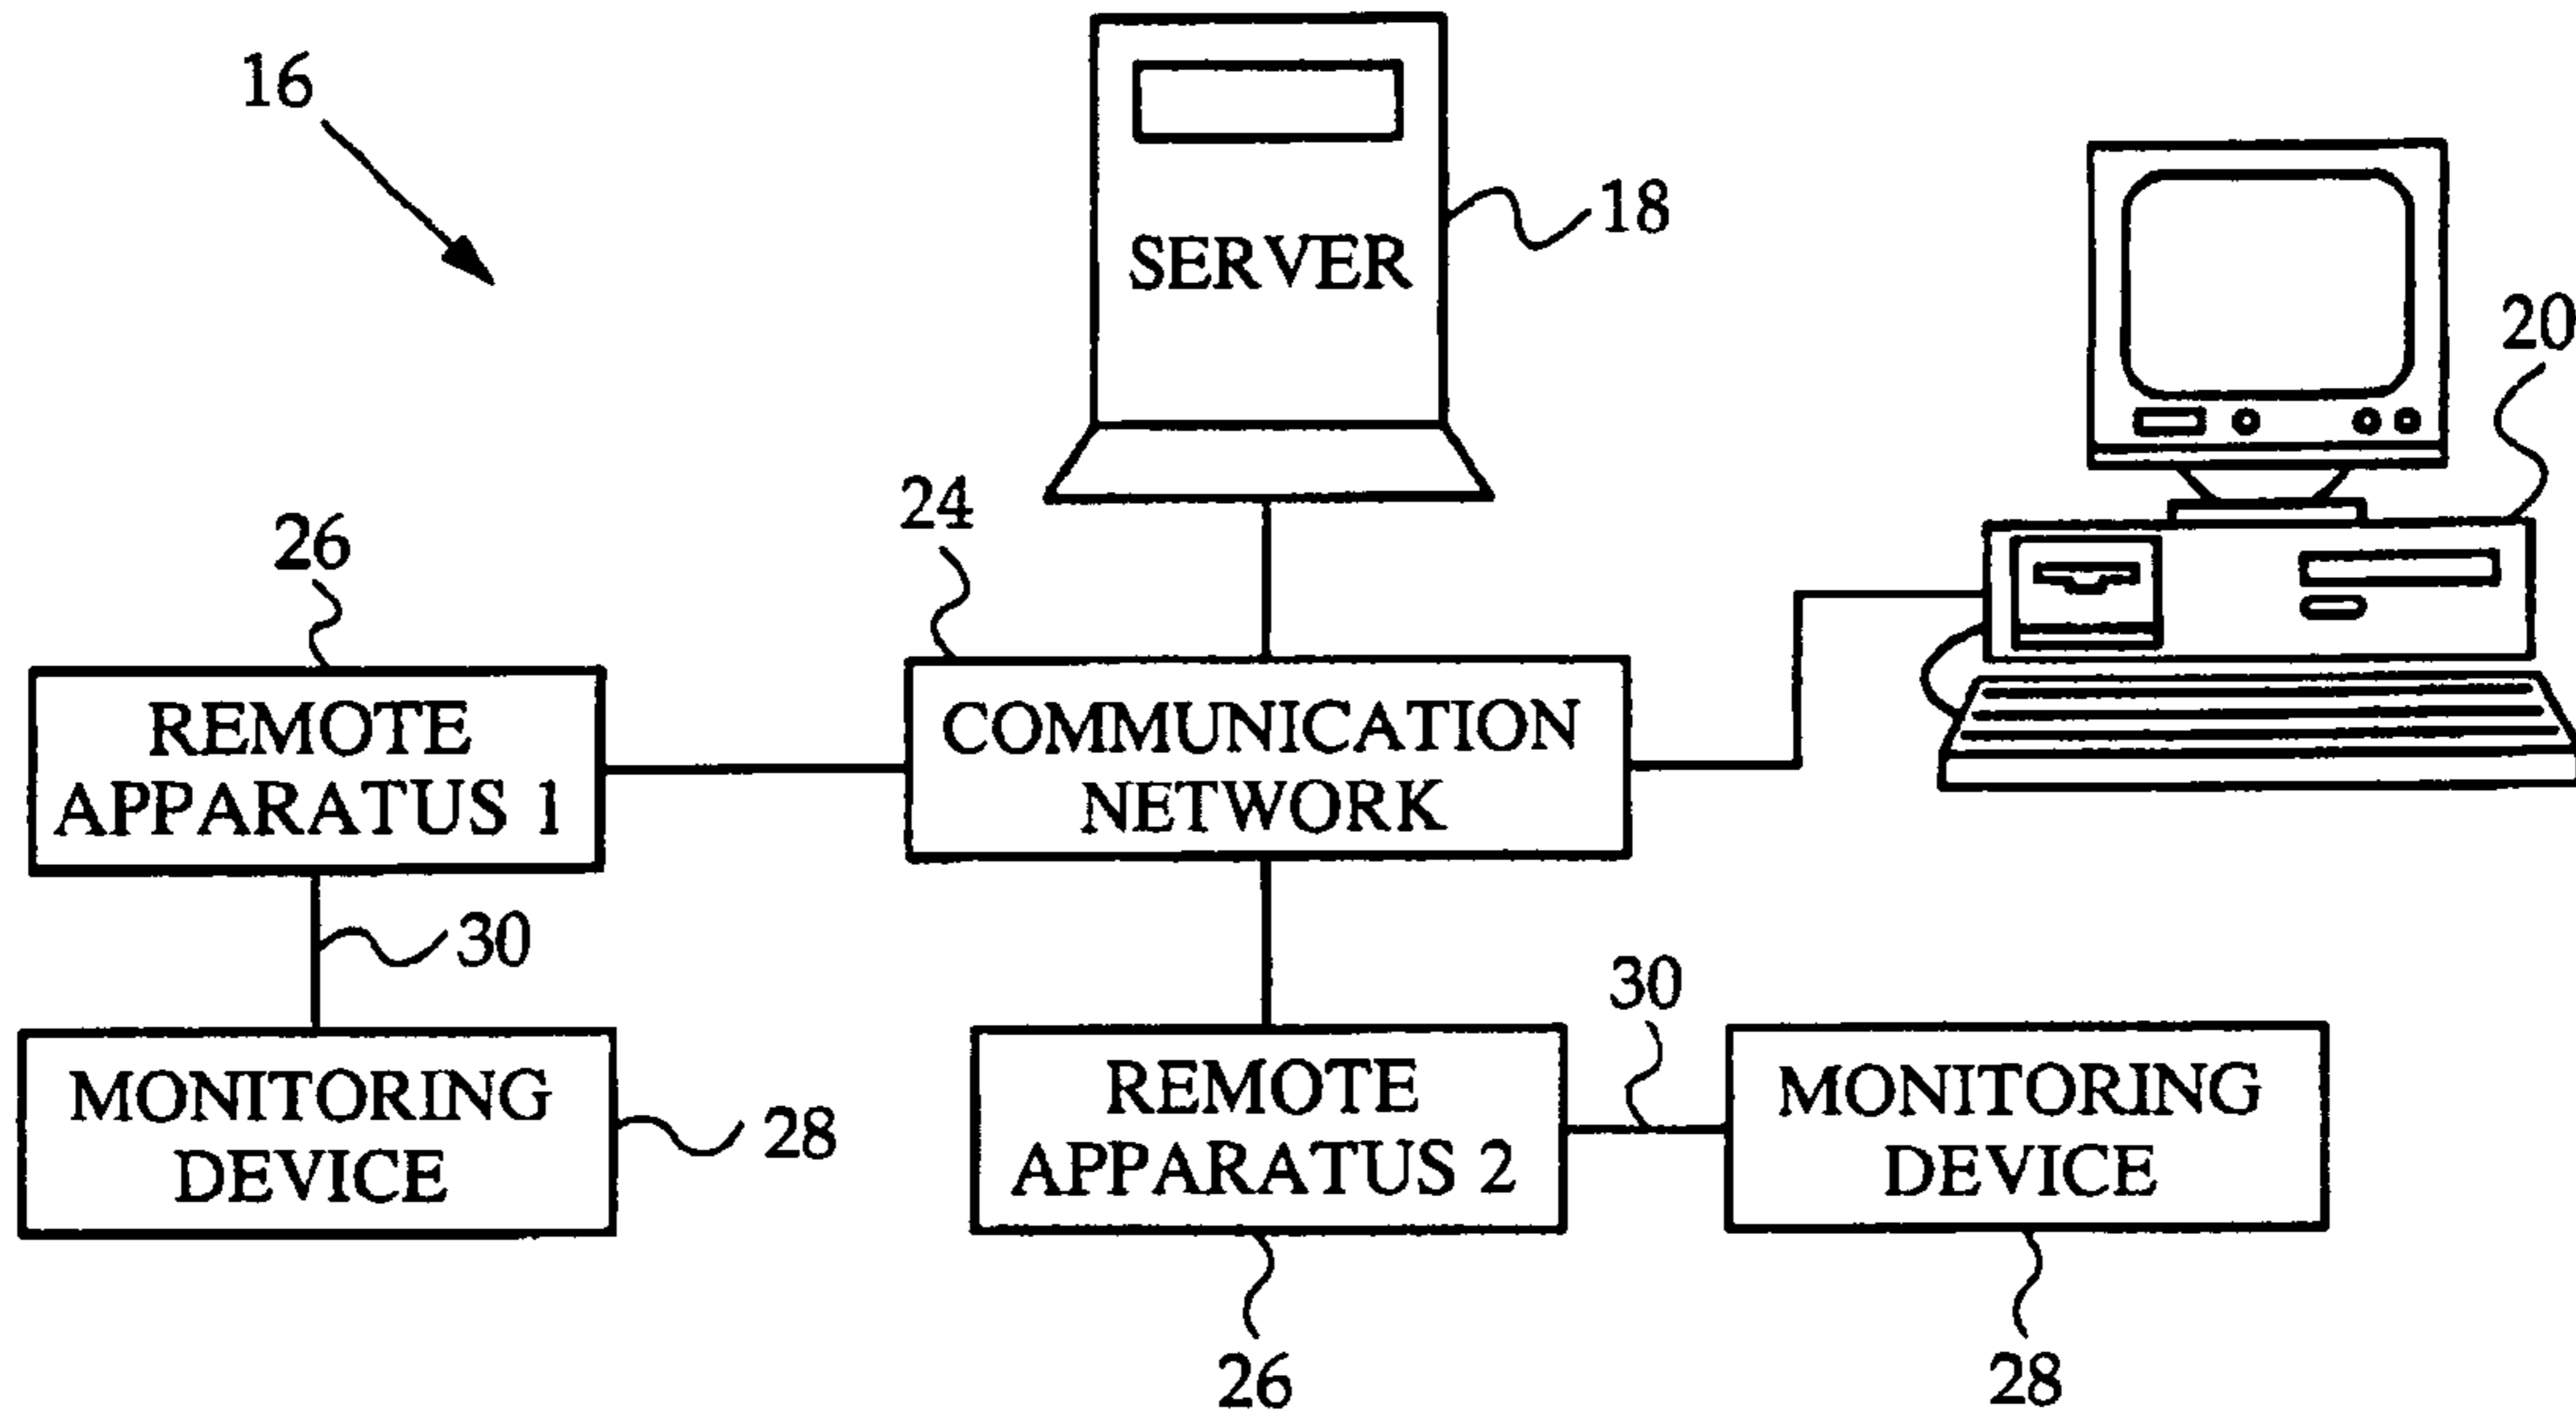 16
SERVER
18
20
24
26
REMOTE
APPARATUS 1
COMMUNICATION
NETWORK
30
30
MONITORING
DEVICE
28
REMOTE
APPARATUS 2
MONITORING
DEVICE
26
28